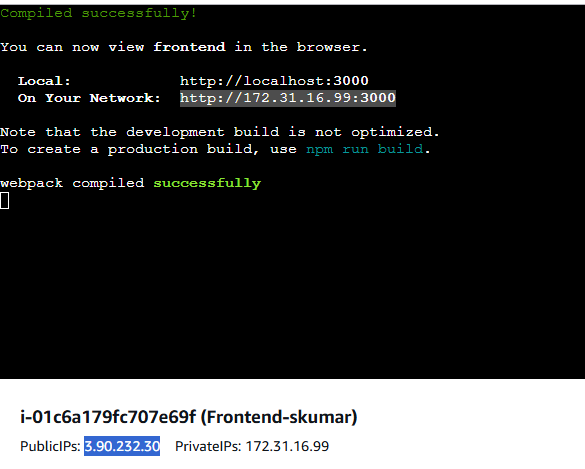 Compiled successfully!
You can now view frontend in the browser.
Local: http://localhost:3000
On Your Network: http://172.31.16.99:3000
Note that the development build is not optimized.
To create a production build, use npm run build.
webpack compiled successfully
i-01c6a179fc707e69f (Frontend-skumar)
PublicIPs: 3.90.232.30 PrivateIPs: 172.31.16.99